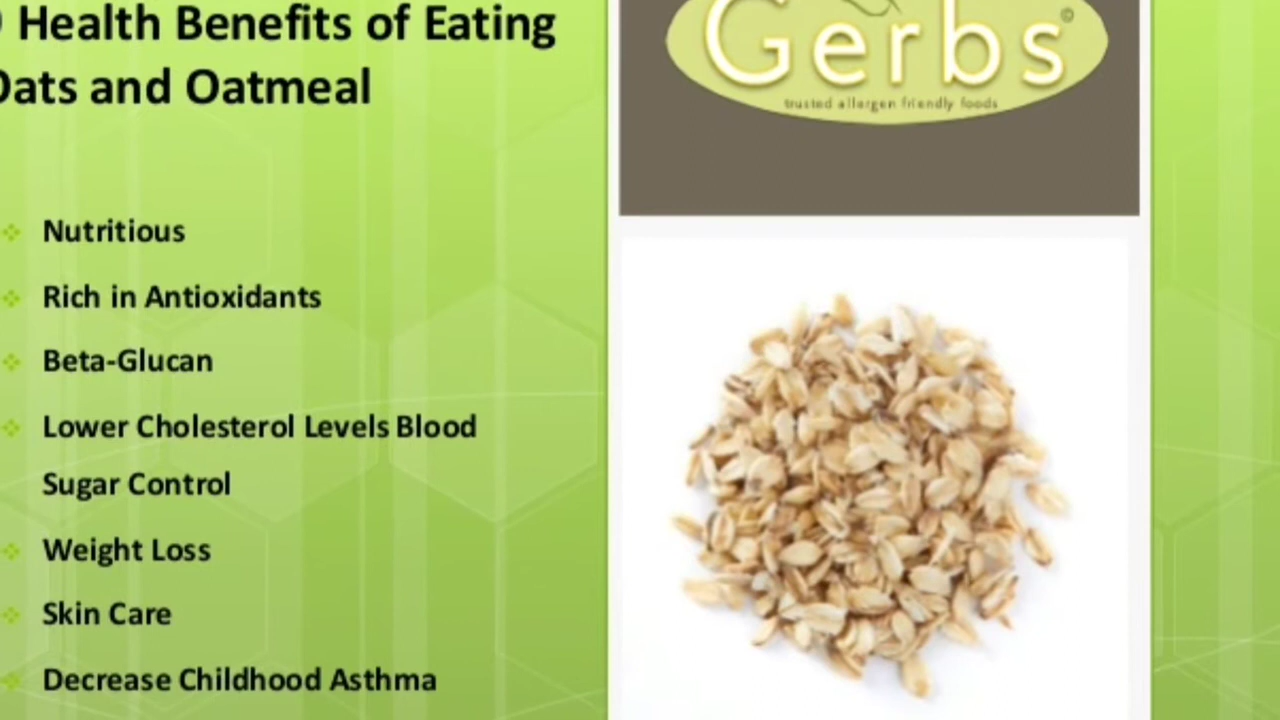 Health Benefits of Eating
Oats and Oatmeal
Nutritious
Rich in Antioxidants
Beta-Glucan
Lower Cholesterol Levels Blood
Sugar Control
Weight Loss
Skin Care
Decrease Childhood Asthma
Gerbs©
trusted allergen friendly foods